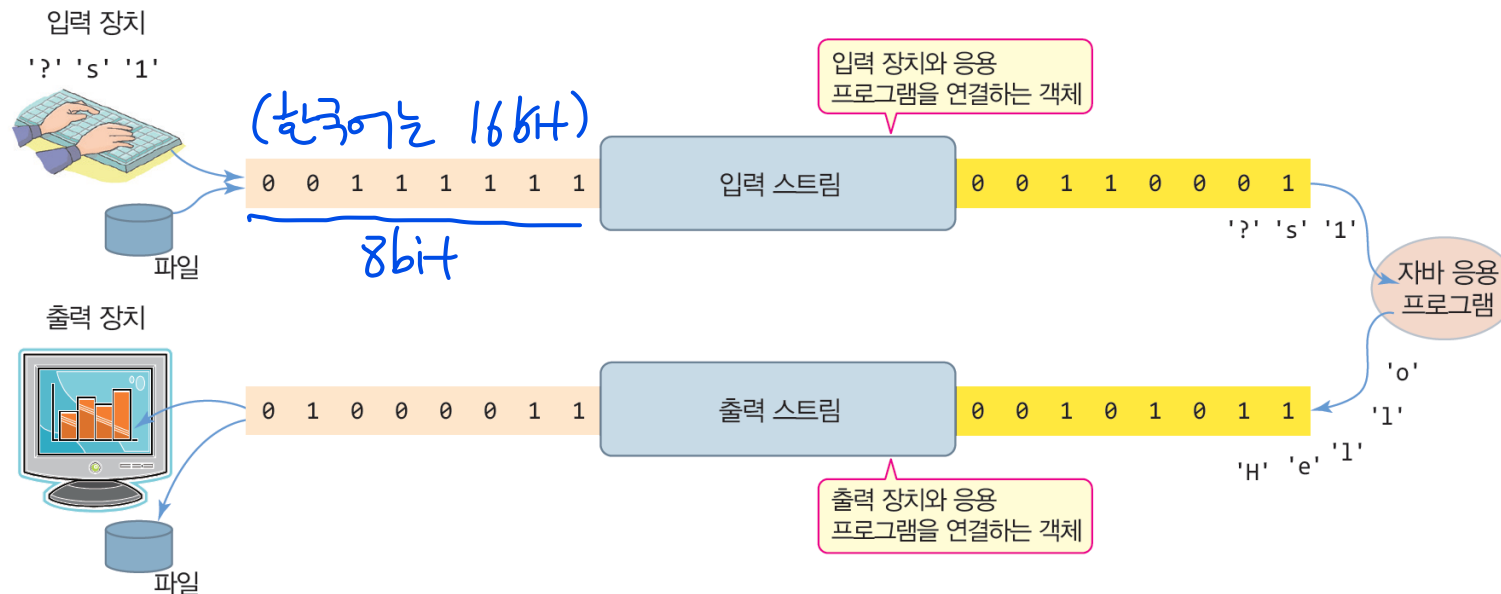 입력 장치
'?' 's' '1'
(한국어는 16bit)
입력 장치와 응용
프로그램을 연결하는 객체
0 0 1 1 1 1 1 1
입력 스트림
0 0 1 1 0 0 0 1
8bit
'?' 's' '1'
파일
자바 응용
프로그램
출력 장치
0 1 0 0 0 0 1 1
출력 스트림
0 0 1 0 1 0 1 1
'o'
'l'
'l'
'e'
'H'
출력 장치와 응용
프로그램을 연결하는 객체
파일